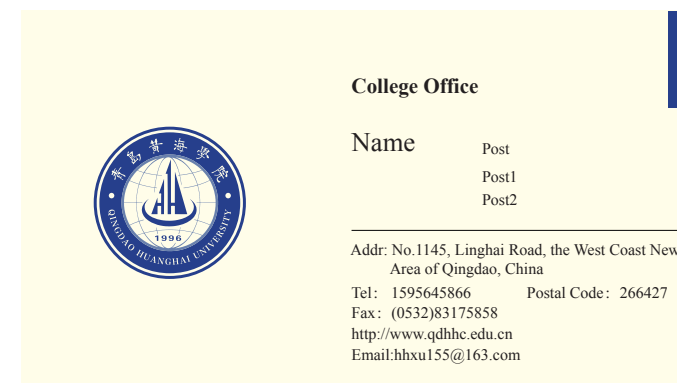 青岛黄海学院
1996
QINGDAO HUANGHAI UNIVERSITY
College Office
Name Post
Post1
Post2
Addr: No.1145, Linghai Road, the West Coast New
Area of Qingdao, China
Tel: 1595645866 Postal Code: 266427
Fax: (0532)83175858
http://www.qdhhc.edu.cn
Email:hhxu155@163.com